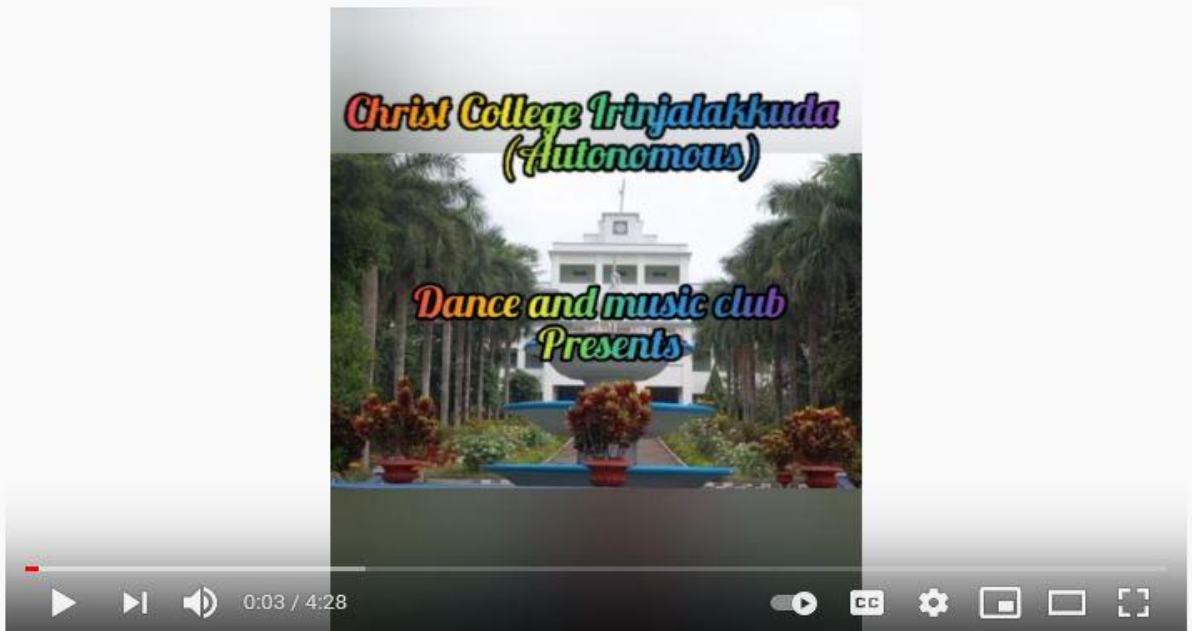 Christ College Irinjalakkuda
(Autonomous)
Dance and music club
Presents
0:03 / 4:28
CC